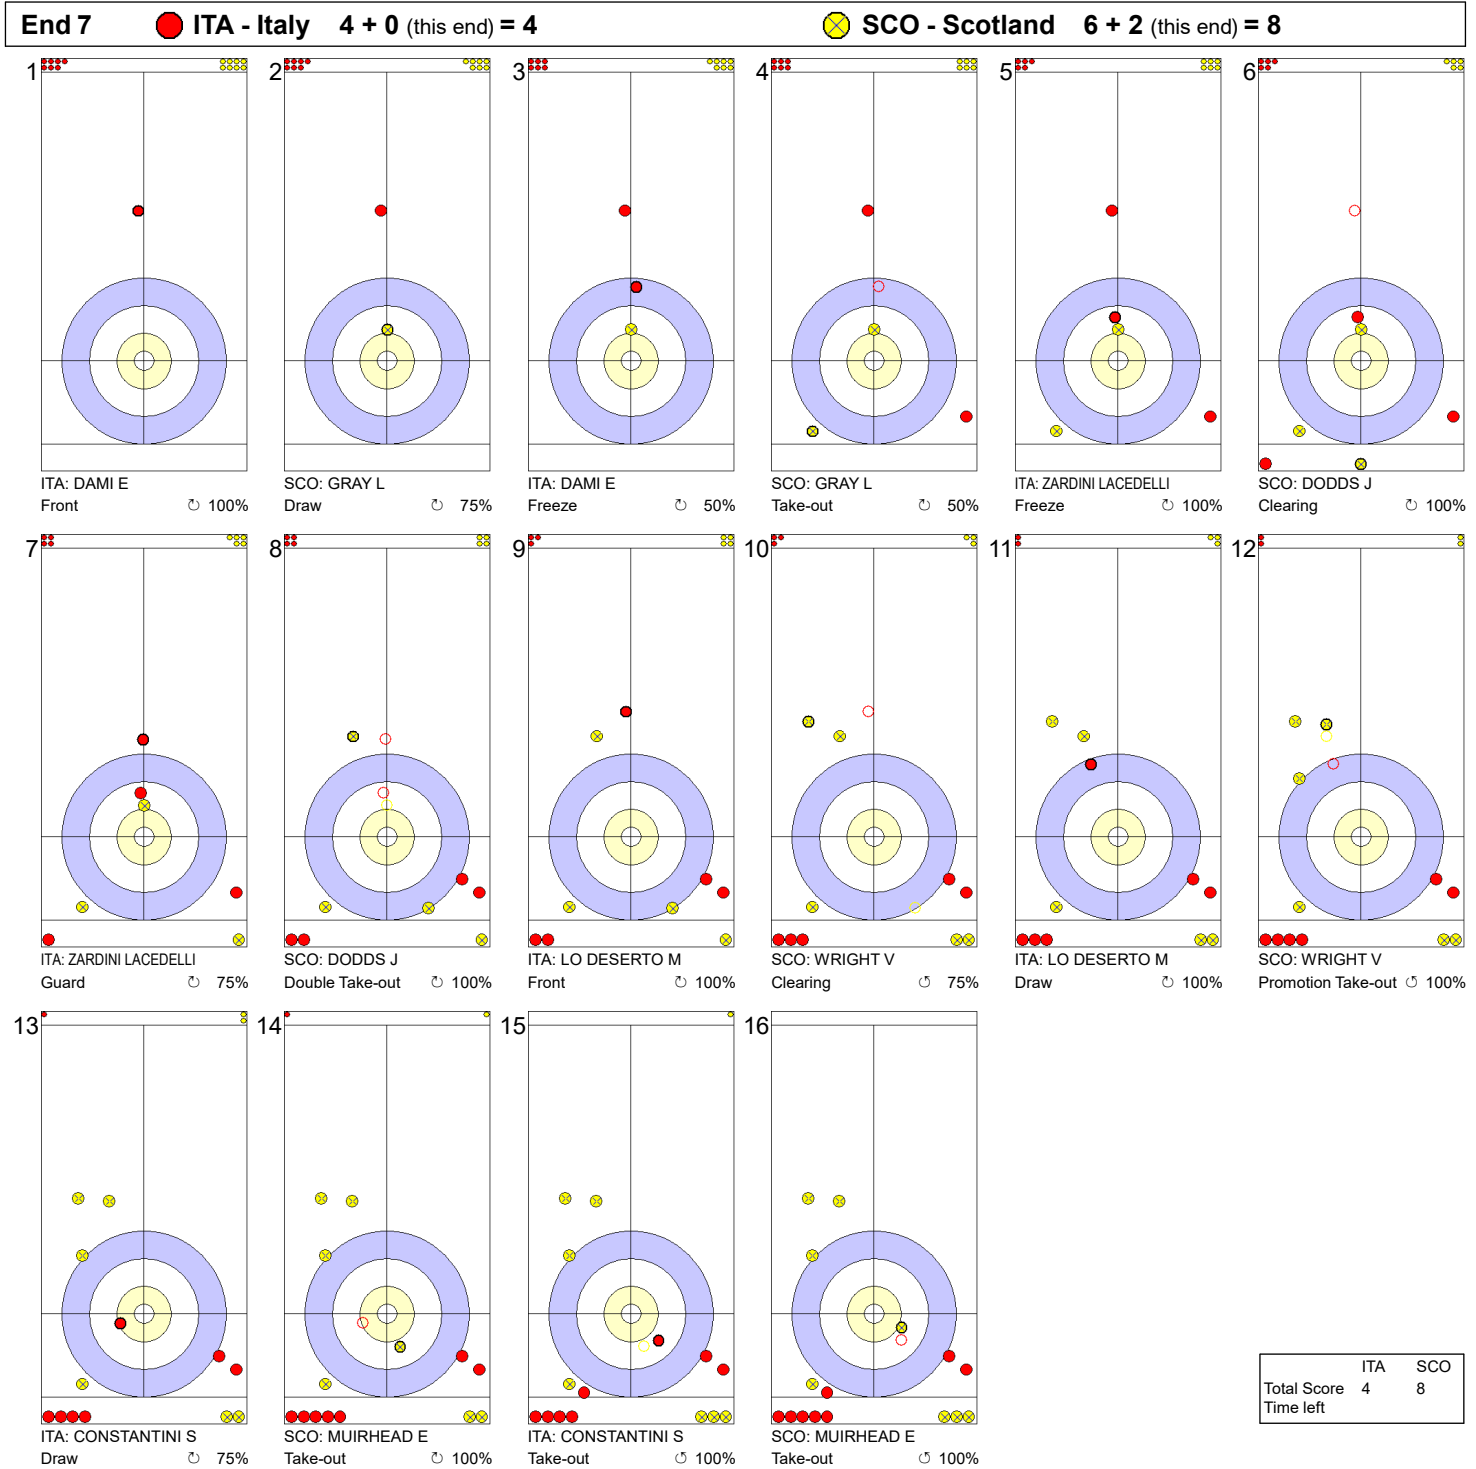 End 7 ITA - Italy 4 + 0 (this end) = 4 SCO - Scotland 6 + 2 (this end) = 8
1 2 3 4 5 6
ITA: DAMI E SCO: GRAY L ITA: DAMI E SCO: GRAY L ITA: ZARDINI LACEDELLI SCO: DODDS J
Front ↻ 100% Draw ↻ 75% Freeze ↻ 50% Take-out ↻ 50% Freeze ↻ 100% Clearing ↻ 100%
7 8 9 10 11 12
ITA: ZARDINI LACEDELLI SCO: DODDS J ITA: LO DESERTO M SCO: WRIGHT V ITA: LO DESERTO M SCO: WRIGHT V
Guard ↻ 75% Double Take-out ↻ 100% Front ↻ 100% Clearing ↺ 75% Draw ↻ 100% Promotion Take-out ↺ 100%
13 14 15 16
ITA SCO
Total Score 4 8
Time left
ITA: CONSTANTINI S SCO: MUIRHEAD E ITA: CONSTANTINI S SCO: MUIRHEAD E
Draw ↻ 75% Take-out ↻ 100% Take-out ↺ 100% Take-out ↺ 100%